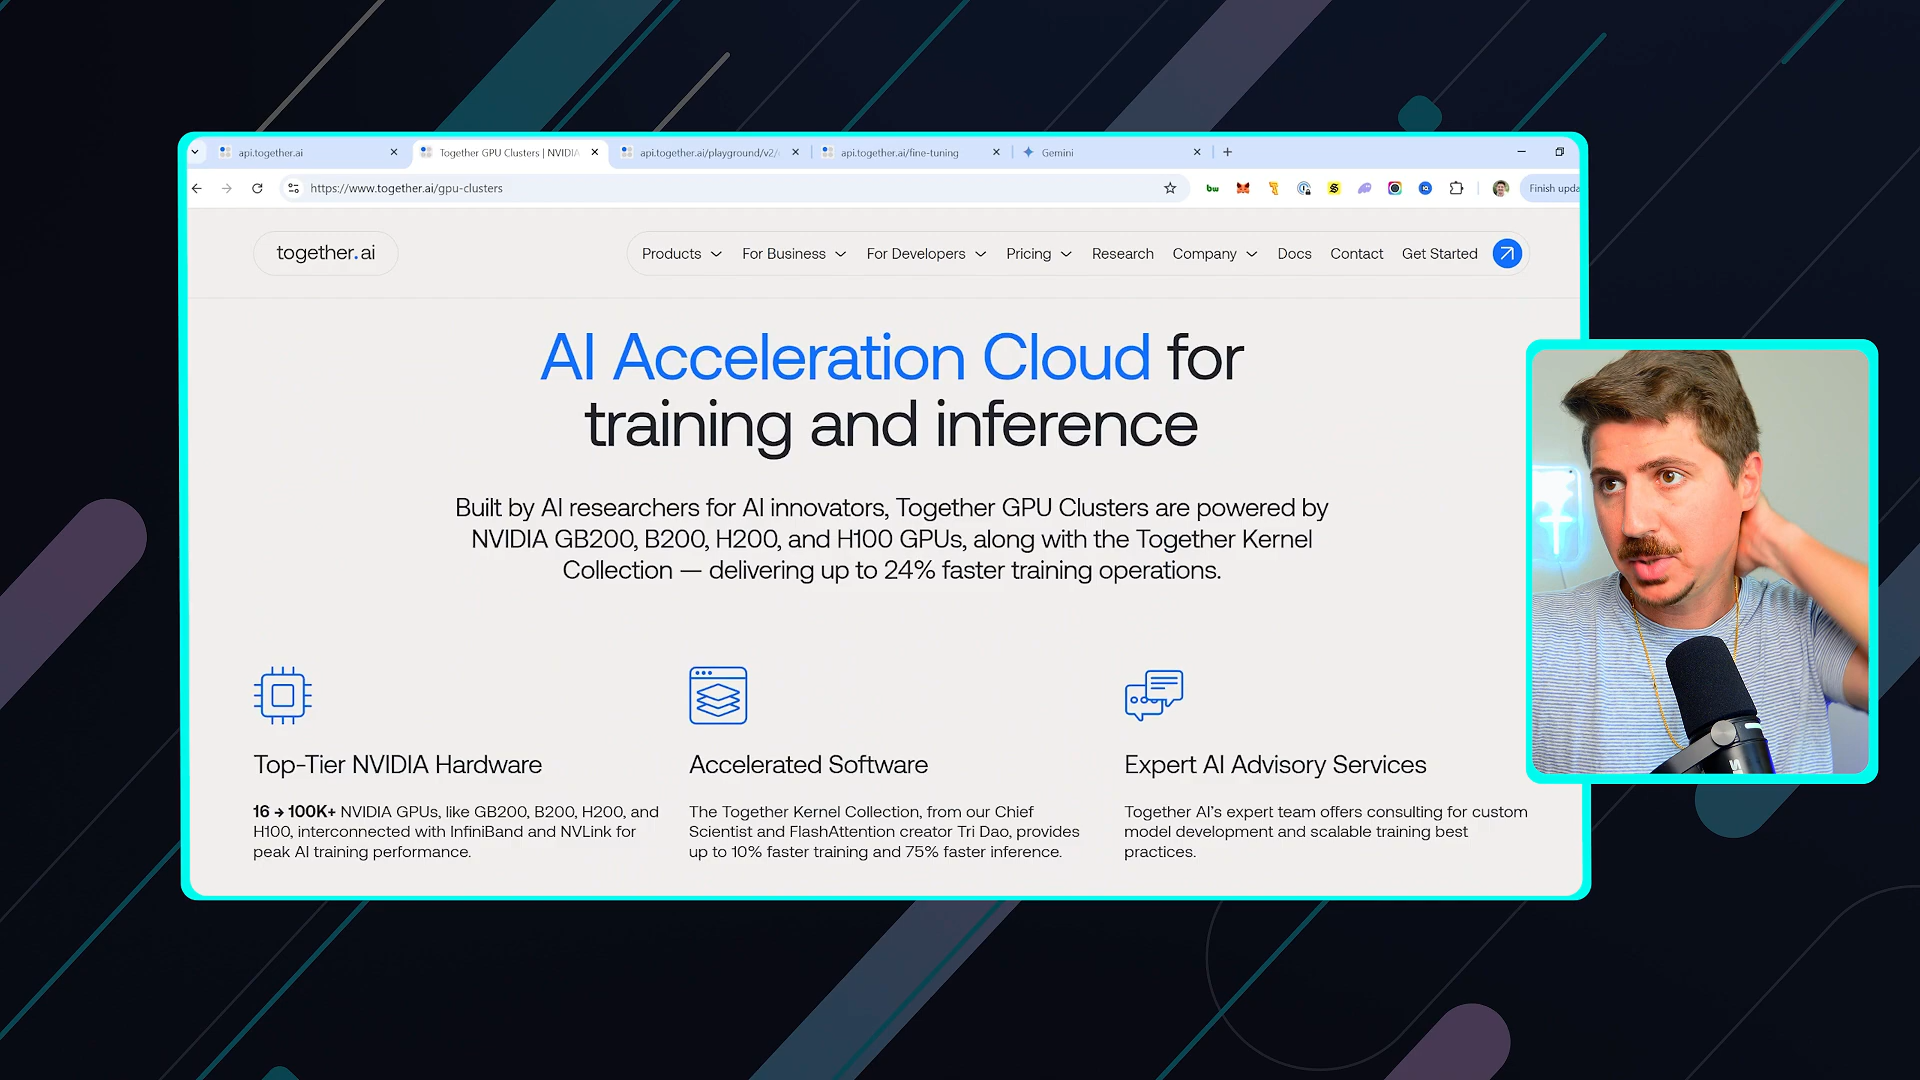 api.together.ai
Together GPU Clusters | NVIDIA
api.together.ai/playground/v2/
api.together.ai/fine-tuning
Gemini
https://www.together.ai/gpu-clusters
bw
Finish upda
together.ai
Products
For Business
For Developers
Pricing
Research
Company
Docs
Contact
Get Started
AI Acceleration Cloud for
training and inference
Built by AI researchers for AI innovators, Together GPU Clusters are powered by
NVIDIA GB200, B200, H200, and H100 GPUs, along with the Together Kernel
Collection — delivering up to 24% faster training operations.
Top-Tier NVIDIA Hardware
16 → 100K+ NVIDIA GPUs, like GB200, B200, H200, and
H100, interconnected with InfiniBand and NVLink for
peak AI training performance.
Accelerated Software
The Together Kernel Collection, from our Chief
Scientist and FlashAttention creator Tri Dao, provides
up to 10% faster training and 75% faster inference.
Expert AI Advisory Services
Together AI's expert team offers consulting for custom
model development and scalable training best
practices.